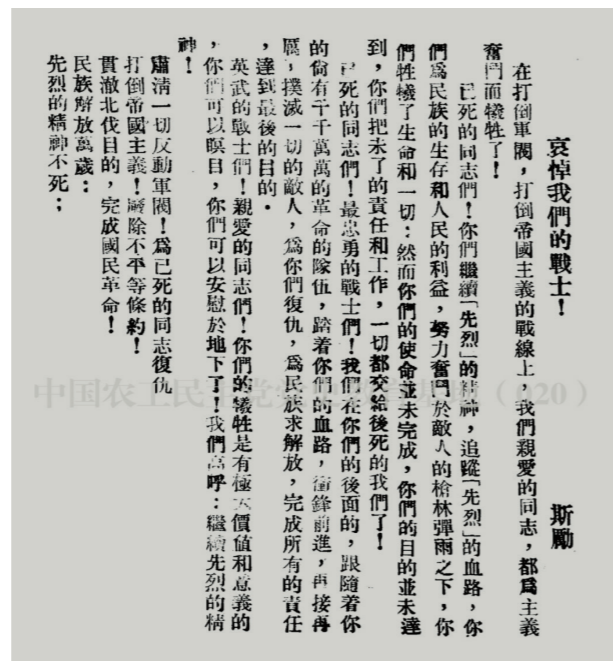 哀悼我們的戰士！
斯勵
在打倒軍閥，打倒帝國主義的戰線上，我們親愛的同志，都爲主義
奮鬥而犧牲了！
已死的同志們！你們繼續「先烈」的精神，追蹤「先烈」的血路，你
們爲民族的生存和人民的利益，努力奮鬥於敵人的槍林彈雨之下，你
們牲犧了生命和一切：然而你們的使命並未完成，你們的目的並未達
到，你們把未了的責任和工作，一切都交給後死的我們了！
已死的同志們！最忠勇的戰士們！我們在你們的後面的，跟隨着你
的尙有千千萬萬的革命的隊伍，踏着你們的血路，衝鋒前進，再接再
厲，撲滅一切的敵人，爲你們復仇，爲民族求解放，完成所有的責任
，達到最後的目的．
英武的戰士們！親愛的同志們！你們的犧牲是有極大價値和意義的
，你們可以瞑目，你們可以安慰於地下了！我們高呼：繼續先烈的精
神！
肅淸一切反動軍閥！爲已死的同志復仇
打倒帝國主義！廢除不平等條約！
貫澈北伐目的，完成國民革命！
民族解放萬歲：
先烈的精神不死；
中国农工民主党
（020）